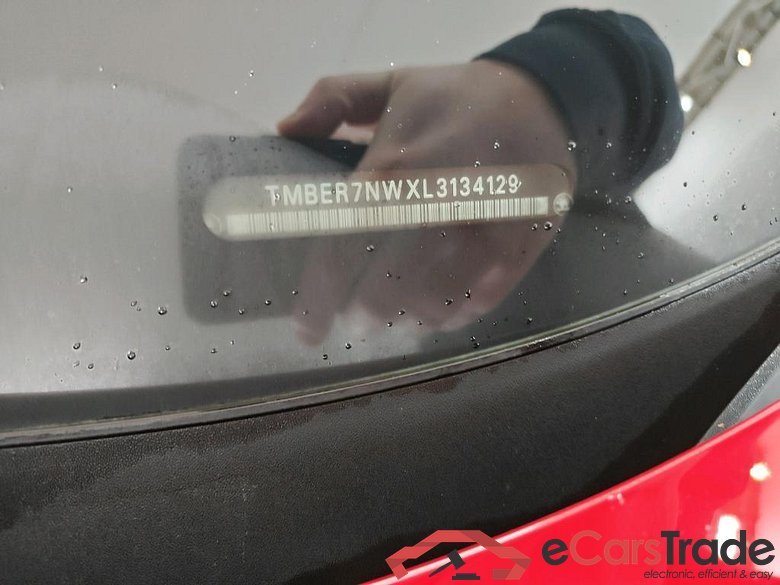 TMBER7NWXL3134129
eCarsTrade
electronic, efficient & easy